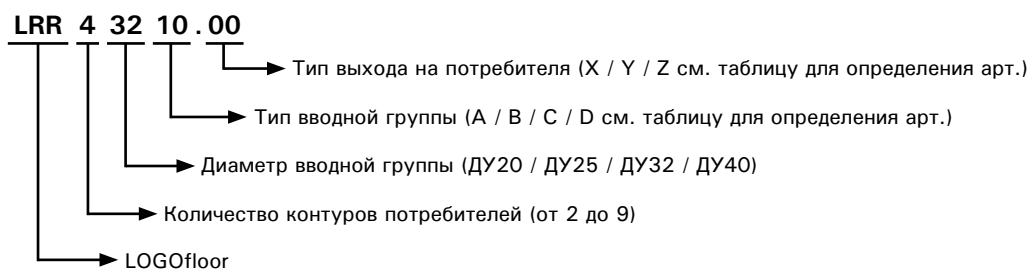 LRR 4 32 10 . 00
Тип выхода на потребителя (X / Y / Z см. таблицу для определения арт.)
Тип вводной группы (A / B / C / D см. таблицу для определения арт.)
Диаметр вводной группы (ДУ20 / ДУ25 / ДУ32 / ДУ40)
Количество контуров потребителей (от 2 до 9)
LOGOfloor